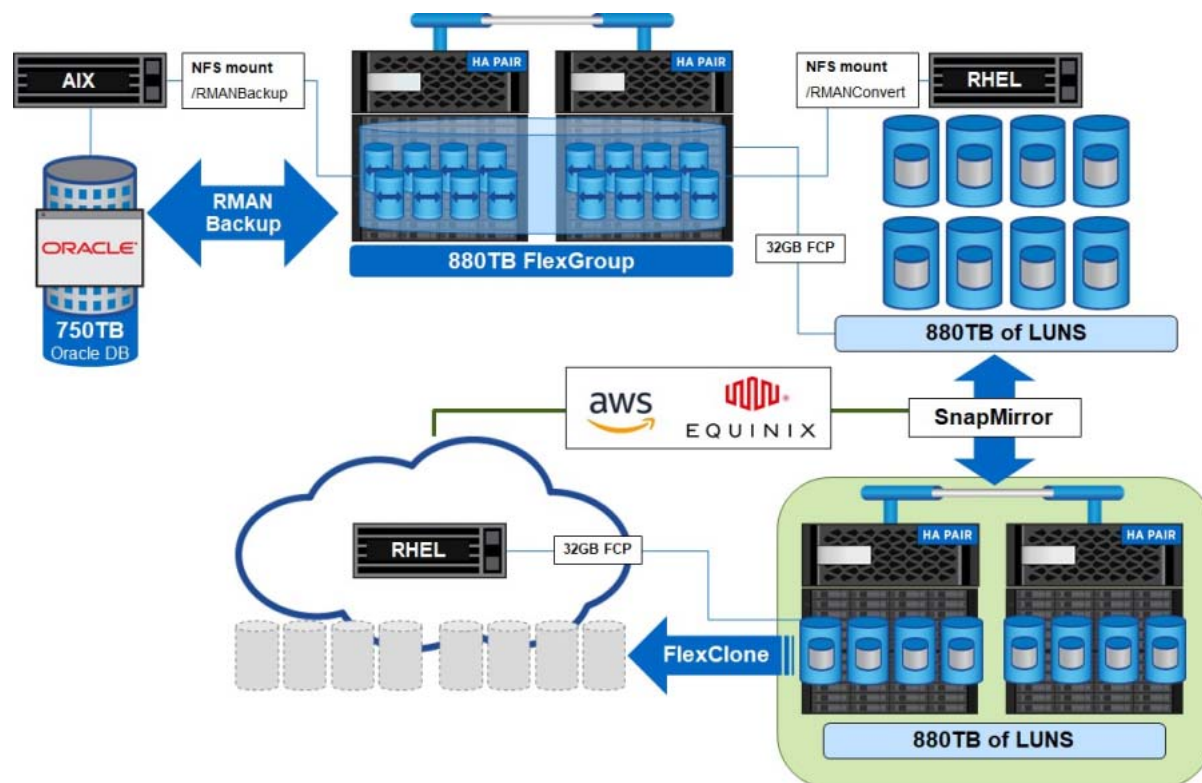 AIX
NFS mount
/RMANBackup
HA PAIR
HA PAIR
NFS mount
/RMANConvert
RHEL
RMAN
Backup
ORACLE
750TB
Oracle DB
880TB FlexGroup
32GB FCP
880TB of LUNS
aws
EQUINIX
SnapMirror
RHEL
32GB FCP
HA PAIR
HA PAIR
FlexClone
880TB of LUNS